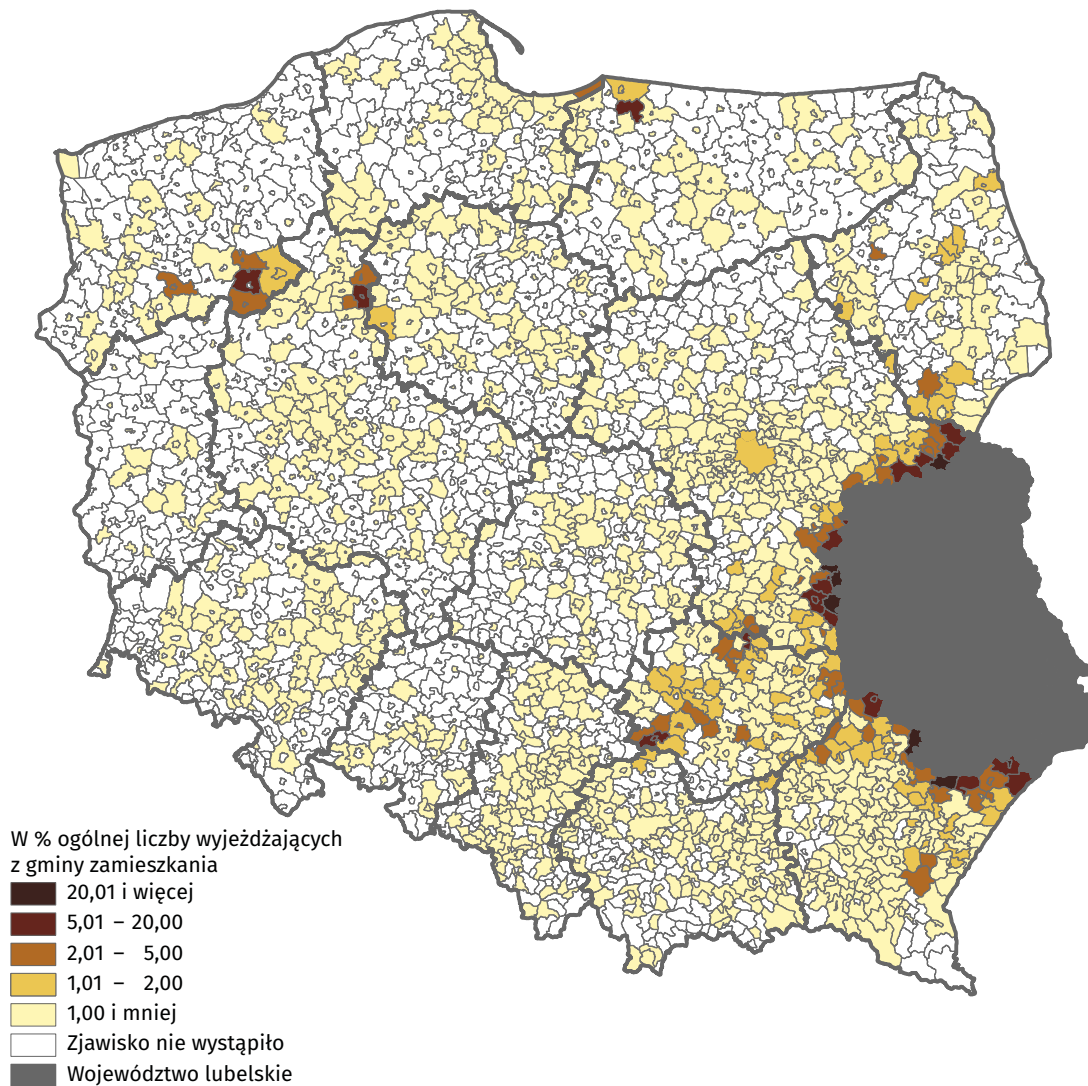 W % ogólnej liczby wyjeżdżających
z gminy zamieszkania
20,01 i więcej
5,01 – 20,00
2,01 – 5,00
1,01 – 2,00
1,00 i mniej
Zjawisko nie wystąpiło
Województwo lubelskie